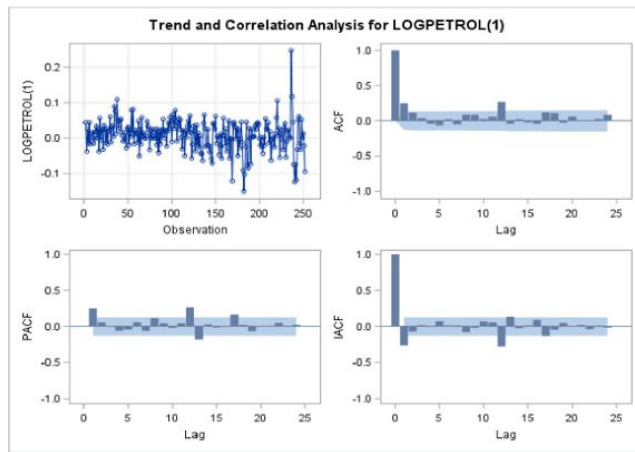 Trend and Correlation Analysis for LOGPETROL(1)
LOGPETROL(1)
0.2
0.1
0.0
-0.1
0 50 100 150 200 250
Observation
ACF
1.0
0.5
0.0
-0.5
-1.0
0 5 10 15 20 25
Lag
PACF
1.0
0.5
0.0
-0.5
-1.0
0 5 10 15 20 25
Lag
IACF
1.0
0.5
0.0
-0.5
-1.0
0 5 10 15 20 25
Lag